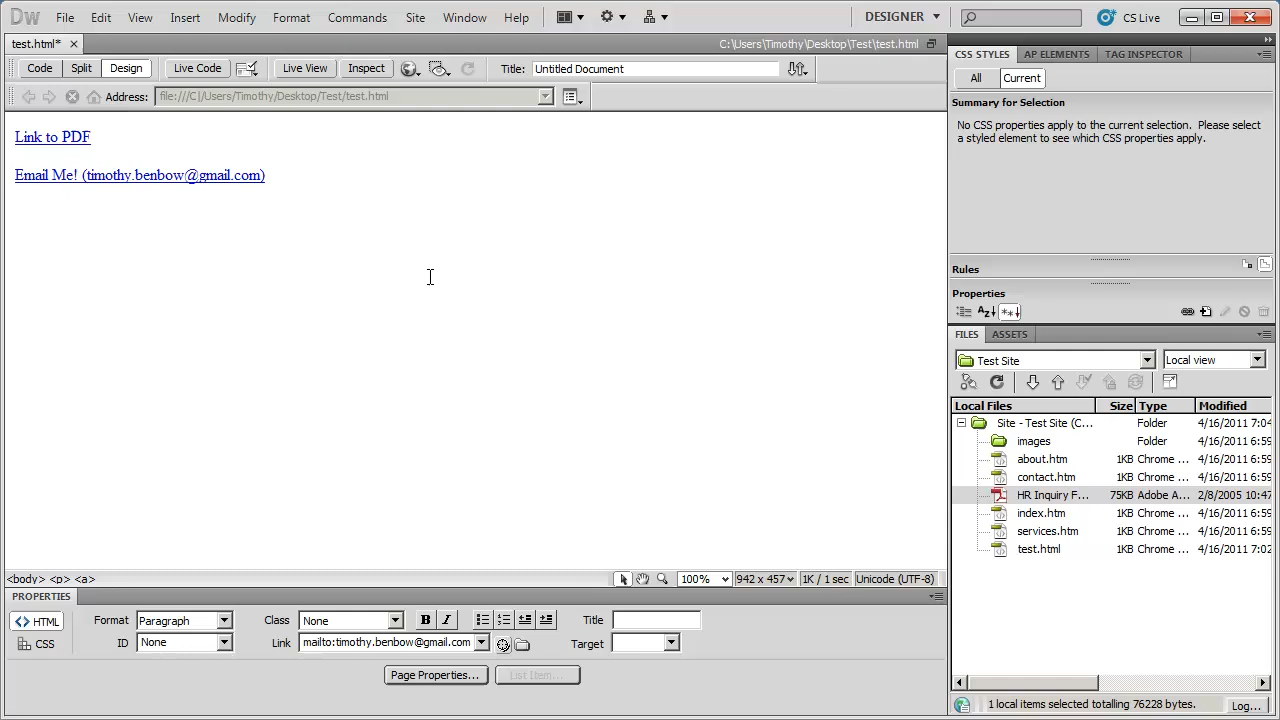 Dw File Edit View Insert Modify Format Commands Site Window Help DESIGNER CS Live
test.html* C:\Users\Timothy\Desktop\Test\test.html
Code Split Design Live Code Live View Inspect Title: Untitled Document
Address: file:///C|/Users/Timothy/Desktop/Test/test.html
Link to PDF
Email Me! (timothy.benbow@gmail.com)
<body> <p> <a> 100% 942 x 457 1K / 1 sec Unicode (UTF-8)
PROPERTIES
<> HTML Format Paragraph Class None B I Title
CSS ID None Link mailto:timothy.benbow@gmail.com Target
Page Properties... List Item...
CSS STYLES AP ELEMENTS TAG INSPECTOR
All Current
Summary for Selection
No CSS properties apply to the current selection. Please select
a styled element to see which CSS properties apply.
Rules
Properties
FILES ASSETS
Test Site Local view
Local Files Size Type Modified
Site - Test Site (C... Folder 4/16/2011 7:04
images Folder 4/16/2011 6:59
about.htm 1KB Chrome ... 4/16/2011 6:59
contact.htm 1KB Chrome ... 4/16/2011 6:59
HR Inquiry F... 75KB Adobe A... 2/8/2005 10:47
index.htm 1KB Chrome ... 4/16/2011 6:59
services.htm 1KB Chrome ... 4/16/2011 6:59
test.html 1KB Chrome ... 4/16/2011 7:02
1 local items selected totalling 76228 bytes. Log...